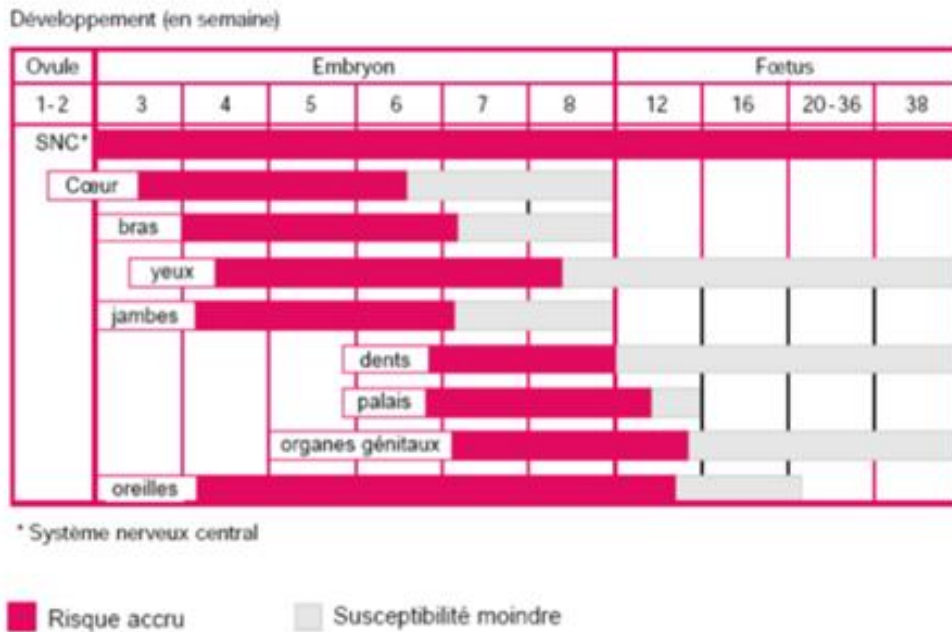 Développement (en semaine)
Ovule Embryon Fœtus
1-2 3 4 5 6 7 8 12 16 20-36 38
SNC*
Cœur
bras
yeux
jambes
dents
palais
organes génitaux
oreilles
* Système nerveux central
Risque accru Susceptibilité moindre